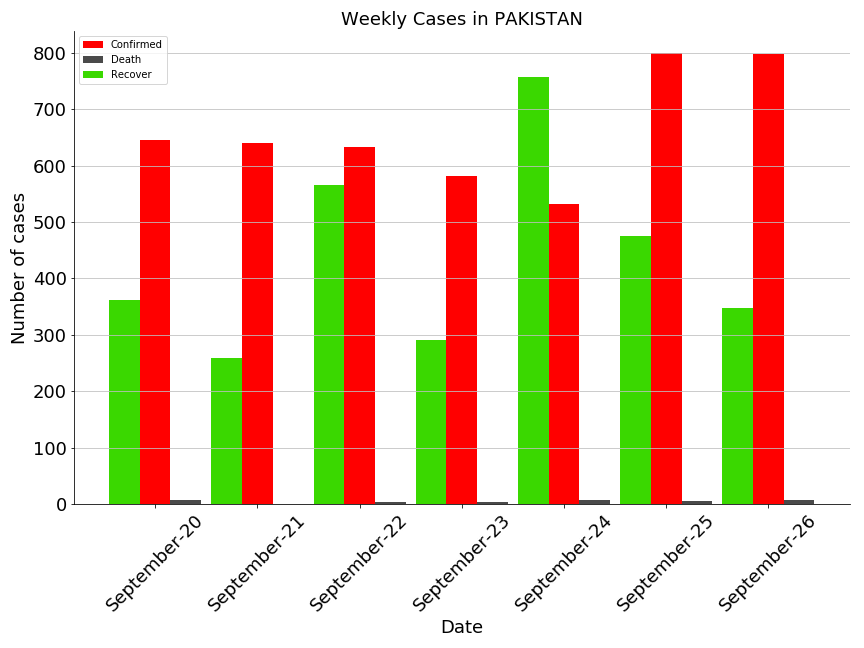 Weekly Cases in PAKISTAN
Confirmed
Death
Recover
Number of cases
800
700
600
500
400
300
200
100
0
September-20
September-21
September-22
September-23
September-24
September-25
September-26
Date